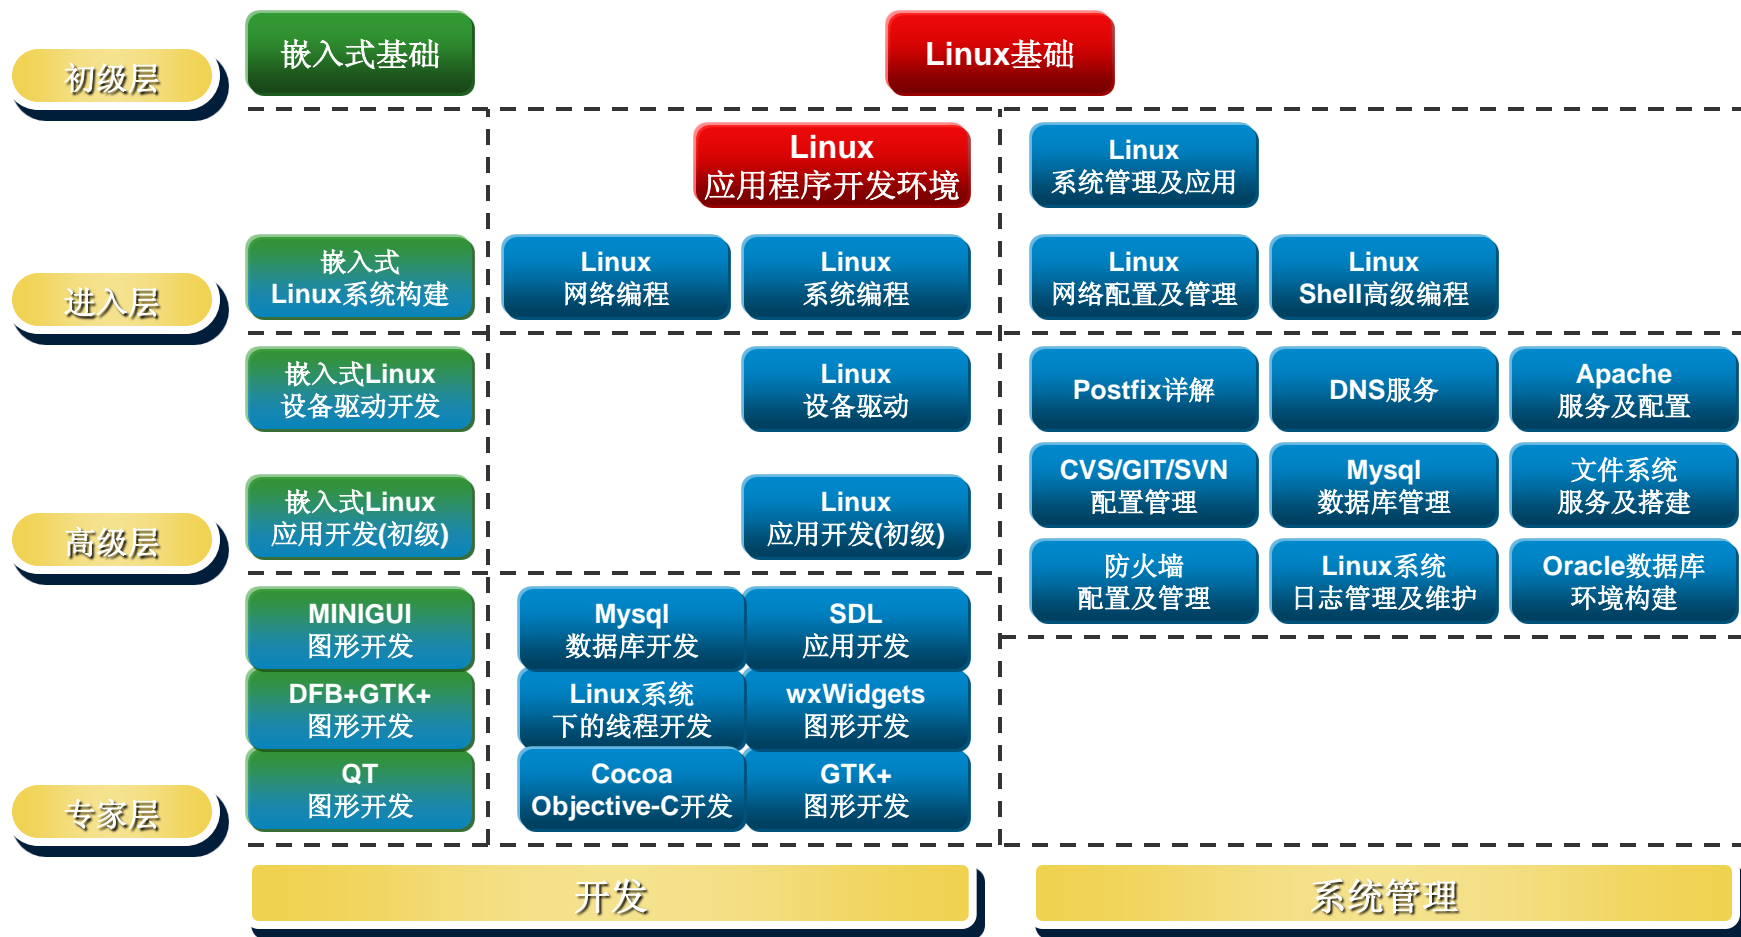 初级层
嵌入式基础
Linux基础
Linux
应用程序开发环境
Linux
系统管理及应用
进入层
嵌入式
Linux系统构建
Linux
网络编程
Linux
系统编程
Linux
网络配置及管理
Linux
Shell高级编程
嵌入式Linux
设备驱动开发
Linux
设备驱动
Postfix详解
DNS服务
Apache
服务及配置
高级层
嵌入式Linux
应用开发(初级)
Linux
应用开发(初级)
CVS/GIT/SVN
配置管理
Mysql
数据库管理
文件系统
服务及搭建
防火墙
配置及管理
Linux系统
日志管理及维护
Oracle数据库
环境构建
MINIGUI
图形开发
Mysql
数据库开发
SDL
应用开发
DFB+GTK+
图形开发
Linux系统
下的线程开发
wxWidgets
图形开发
专家层
QT
图形开发
Cocoa
Objective-C开发
GTK+
图形开发
开发
系统管理